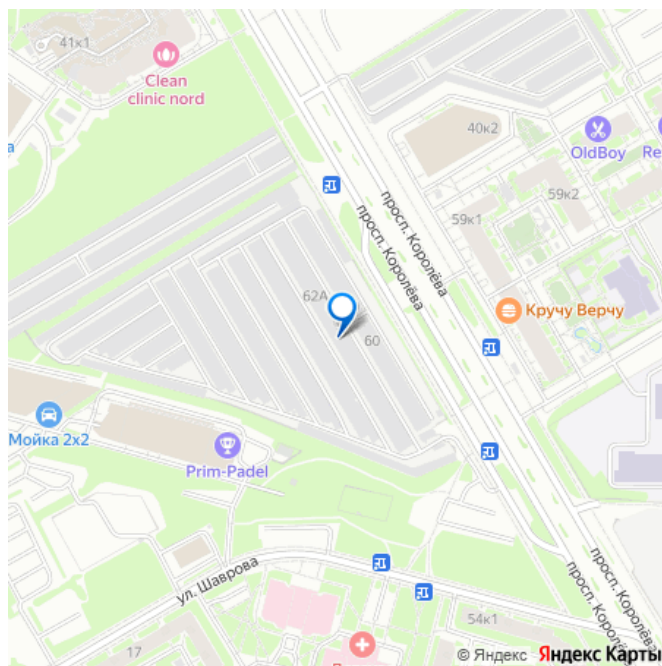 41к1
Clean
clinic nord
40к2
OldBoy
Re
59к2
59к1
просп. Королёва
просп. Королёва
62А
60
Кручу Верчу
а
Мойка 2х2
Prim-Padel
ул. Шаврова
просп. Королёва
просп. Королёва
54к1
17
© Яндекс Яндекс Карты